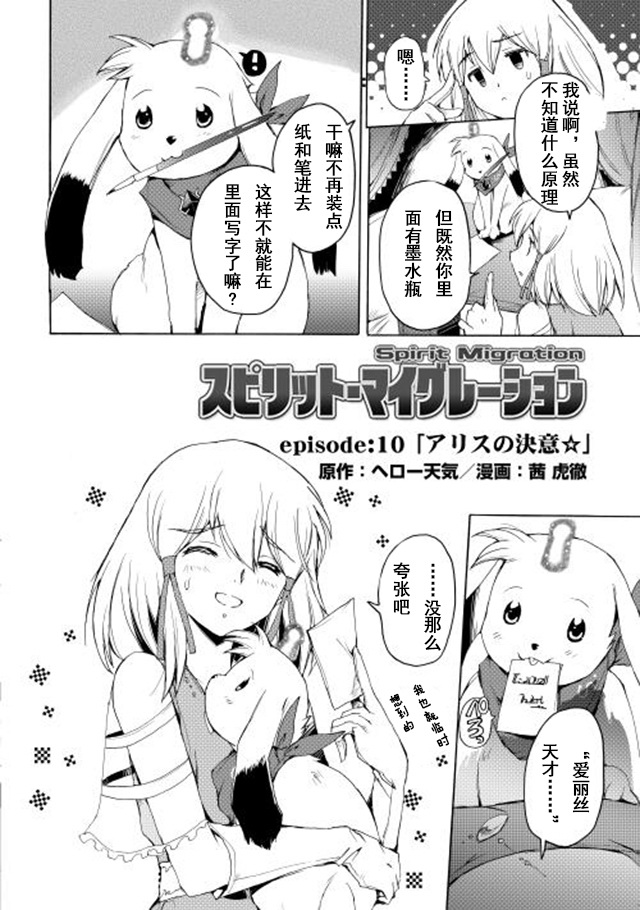 嗯……
我说啊，虽然
不知道什么原理
但既然你里
面有墨水瓶
干嘛不再装点
纸和笔进去
这样不就能在
里面写字了嘛？
Spirit Migration
スピリット・マイグレーション
episode:10「アリスの決意☆」
原作：ヘロー天気／漫画：茜 虎徹
“爱丽丝
天才……”
……没那么
夸张吧
我也就临时
想到的